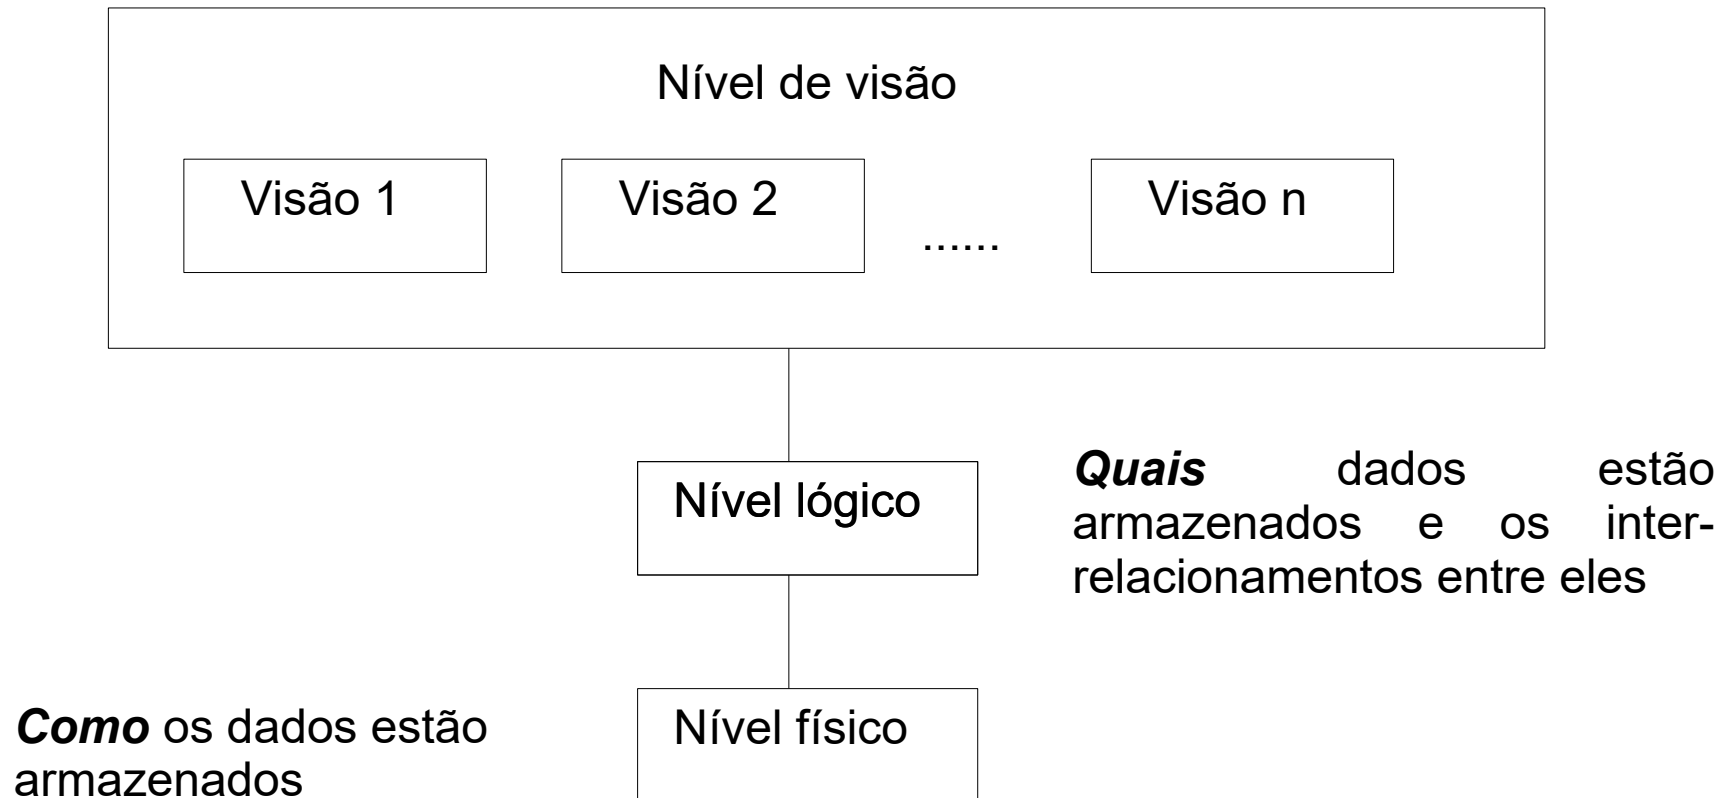 Nível de visão
Visão 1
Visão 2
......
Visão n
Nível lógico
Quais dados estão
armazenados e os inter-
relacionamentos entre eles
Nível físico
Como os dados estão
armazenados